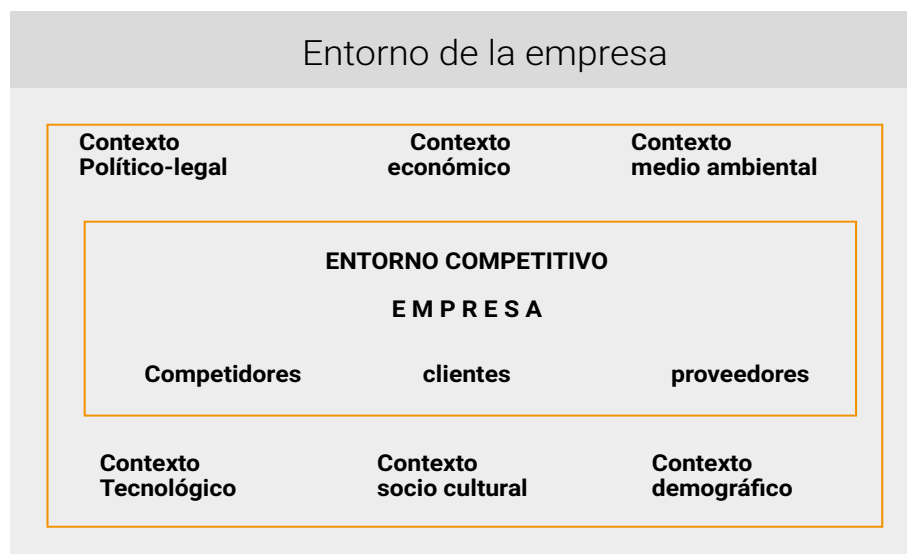 Entorno de la empresa
Contexto
Político-legal
Contexto
económico
Contexto
medio ambiental
ENTORNO COMPETITIVO
E M P R E S A
Competidores clientes proveedores
Contexto
Tecnológico
Contexto
socio cultural
Contexto
demográfico